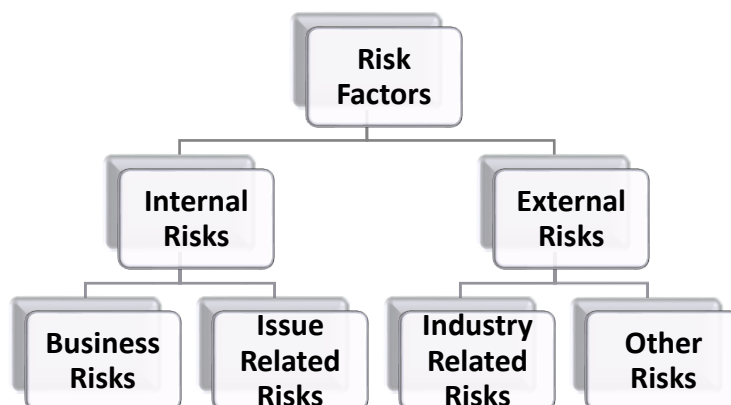 Risk
Factors
Internal
Risks
External
Risks
Business
Risks
Issue
Related
Risks
Industry
Related
Risks
Other
Risks